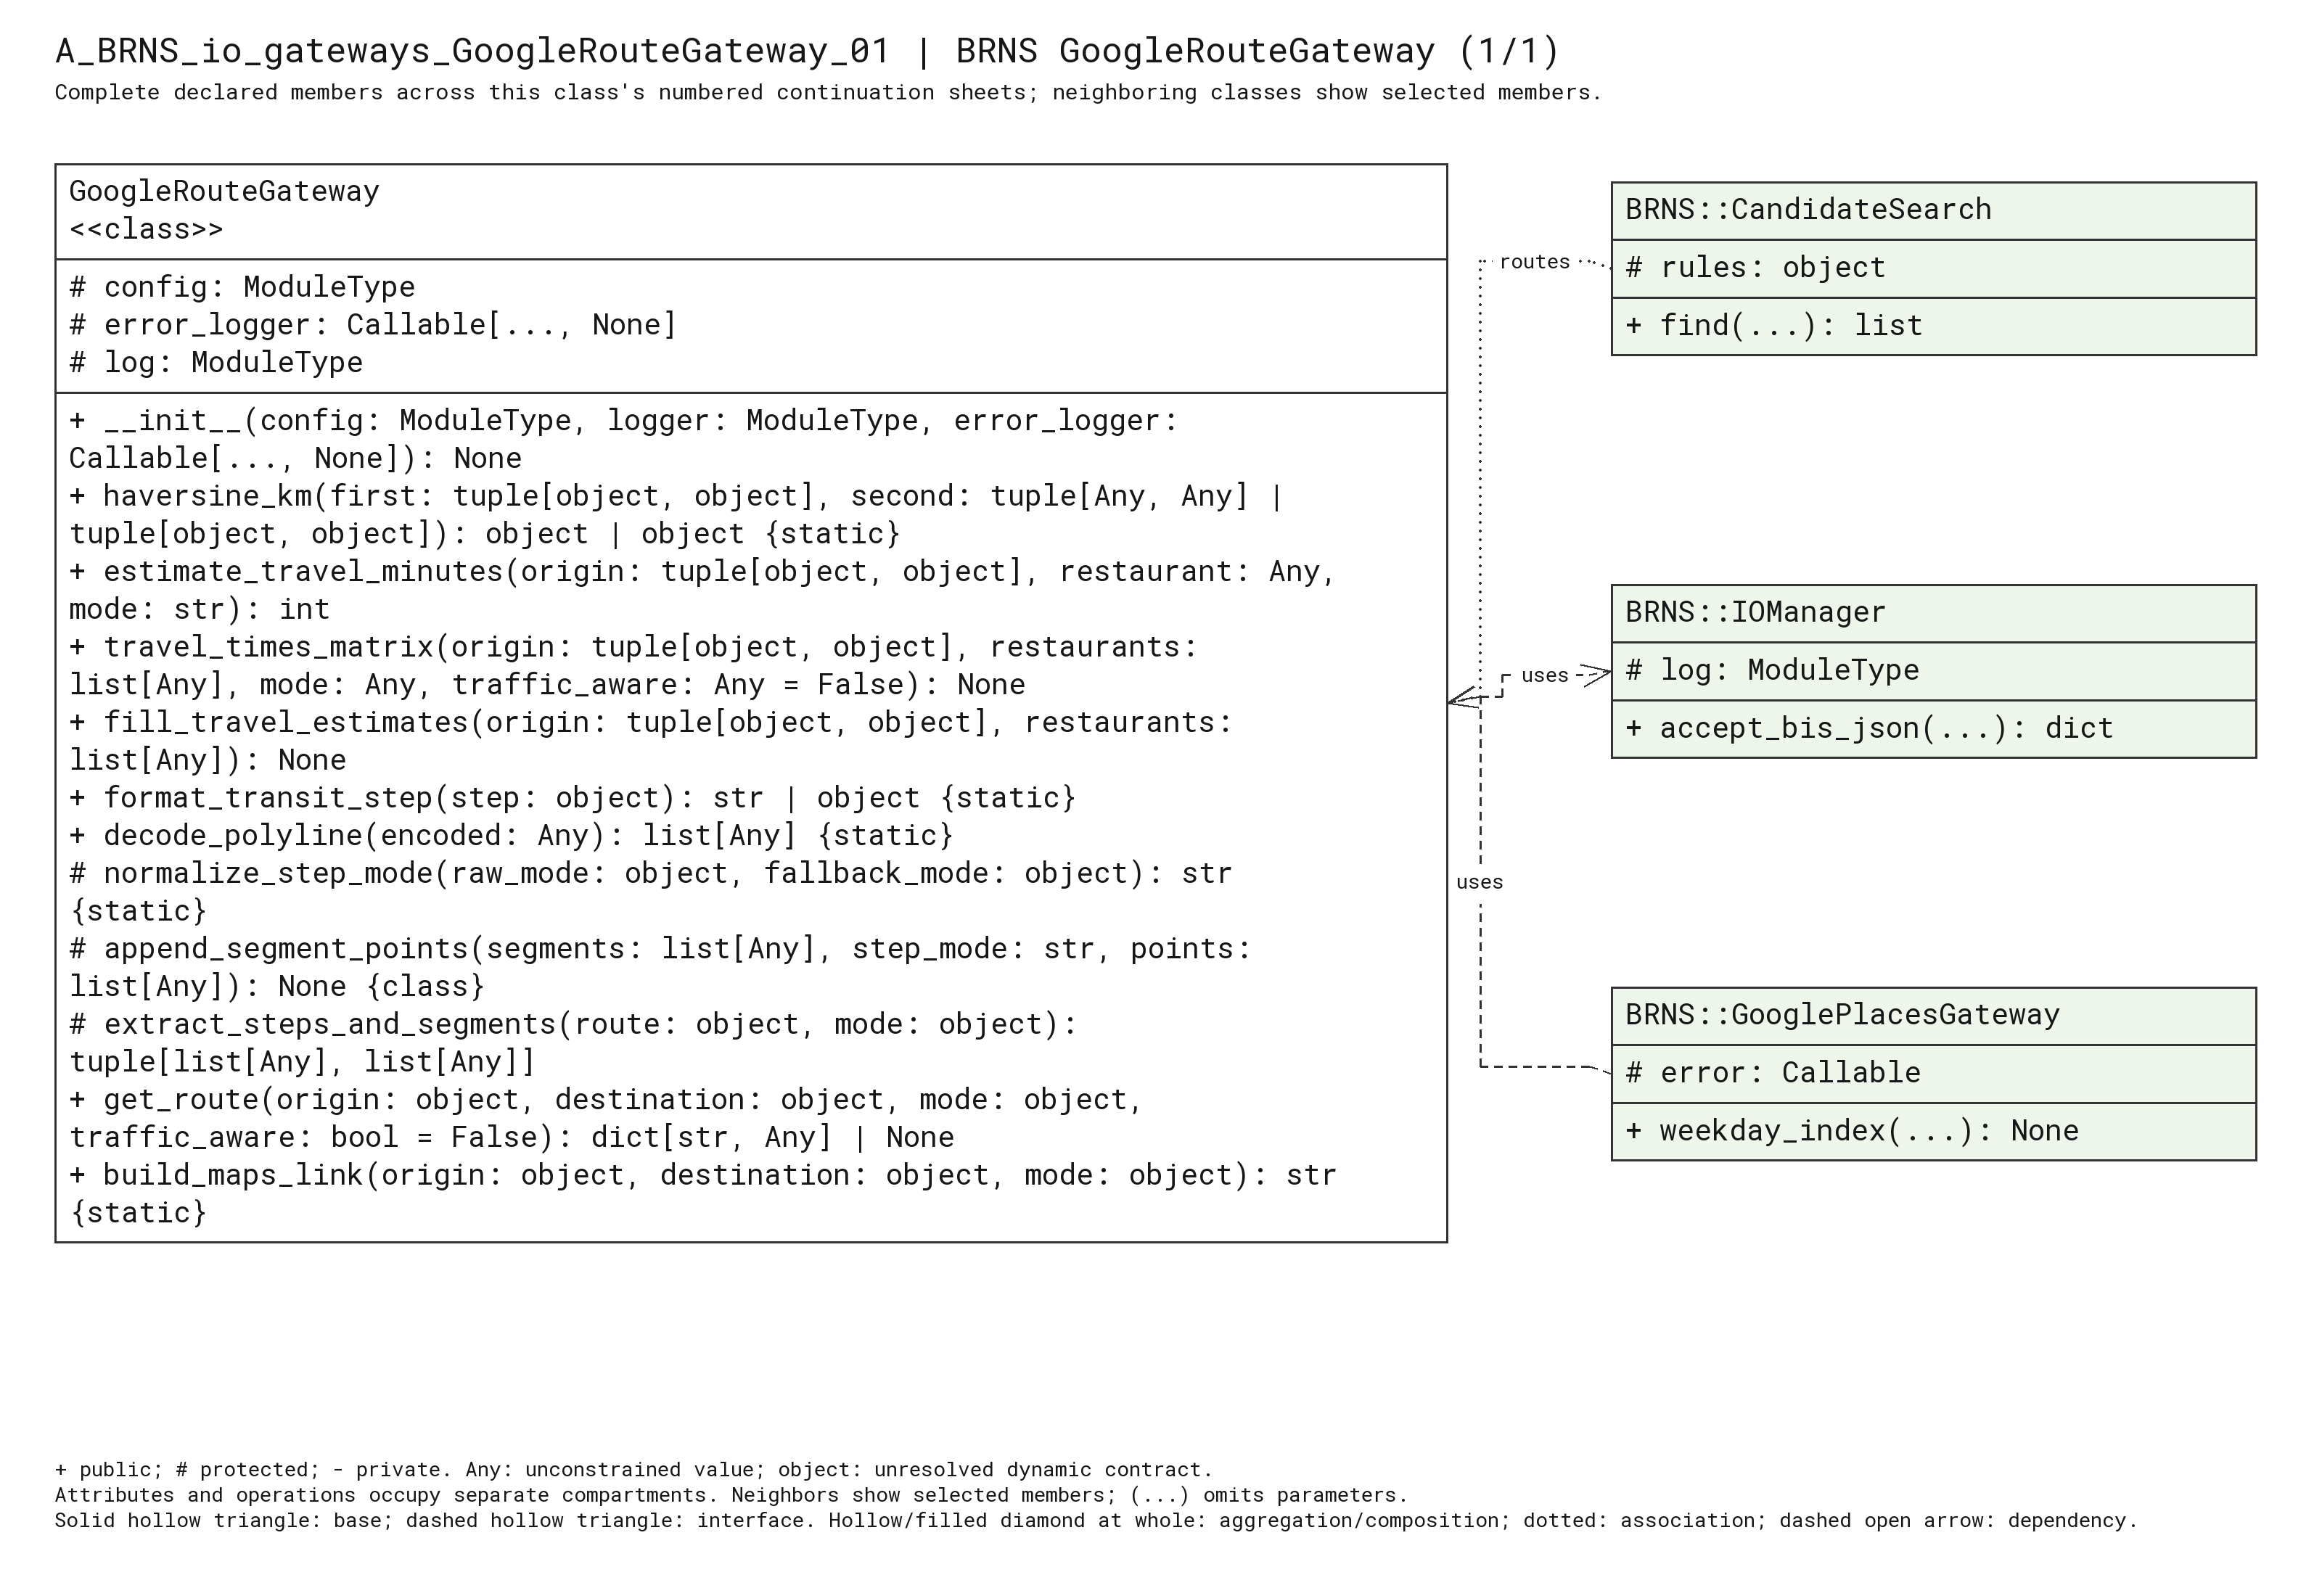 A_BRNS_io_gateways_GoogleRouteGateway_01 | BRNS GoogleRouteGateway (1/1)
Complete declared members across this class's numbered continuation sheets; neighboring classes show selected members.
GoogleRouteGateway
<<class>>
# config: ModuleType
# error_logger: Callable[..., None]
# log: ModuleType
+ __init__(config: ModuleType, logger: ModuleType, error_logger:
Callable[..., None]): None
+ haversine_km(first: tuple[object, object], second: tuple[Any, Any] |
tuple[object, object]): object | object {static}
+ estimate_travel_minutes(origin: tuple[object, object], restaurant: Any,
mode: str): int
+ travel_times_matrix(origin: tuple[object, object], restaurants:
list[Any], mode: Any, traffic_aware: Any = False): None
+ fill_travel_estimates(origin: tuple[object, object], restaurants:
list[Any]): None
+ format_transit_step(step: object): str | object {static}
+ decode_polyline(encoded: Any): list[Any] {static}
# normalize_step_mode(raw_mode: object, fallback_mode: object): str
{static}
# append_segment_points(segments: list[Any], step_mode: str, points:
list[Any]): None {class}
# extract_steps_and_segments(route: object, mode: object):
tuple[list[Any], list[Any]]
+ get_route(origin: object, destination: object, mode: object,
traffic_aware: bool = False): dict[str, Any] | None
+ build_maps_link(origin: object, destination: object, mode: object): str
{static}
routes
uses
uses
BRNS::CandidateSearch
# rules: object
+ find(...): list
BRNS::IOManager
# log: ModuleType
+ accept_bis_json(...): dict
BRNS::GooglePlacesGateway
# error: Callable
+ weekday_index(...): None
+ public; # protected; - private. Any: unconstrained value; object: unresolved dynamic contract.
Attributes and operations occupy separate compartments. Neighbors show selected members; (...) omits parameters.
Solid hollow triangle: base; dashed hollow triangle: interface. Hollow/filled diamond at whole: aggregation/composition; dotted: association; dashed open arrow: dependency.